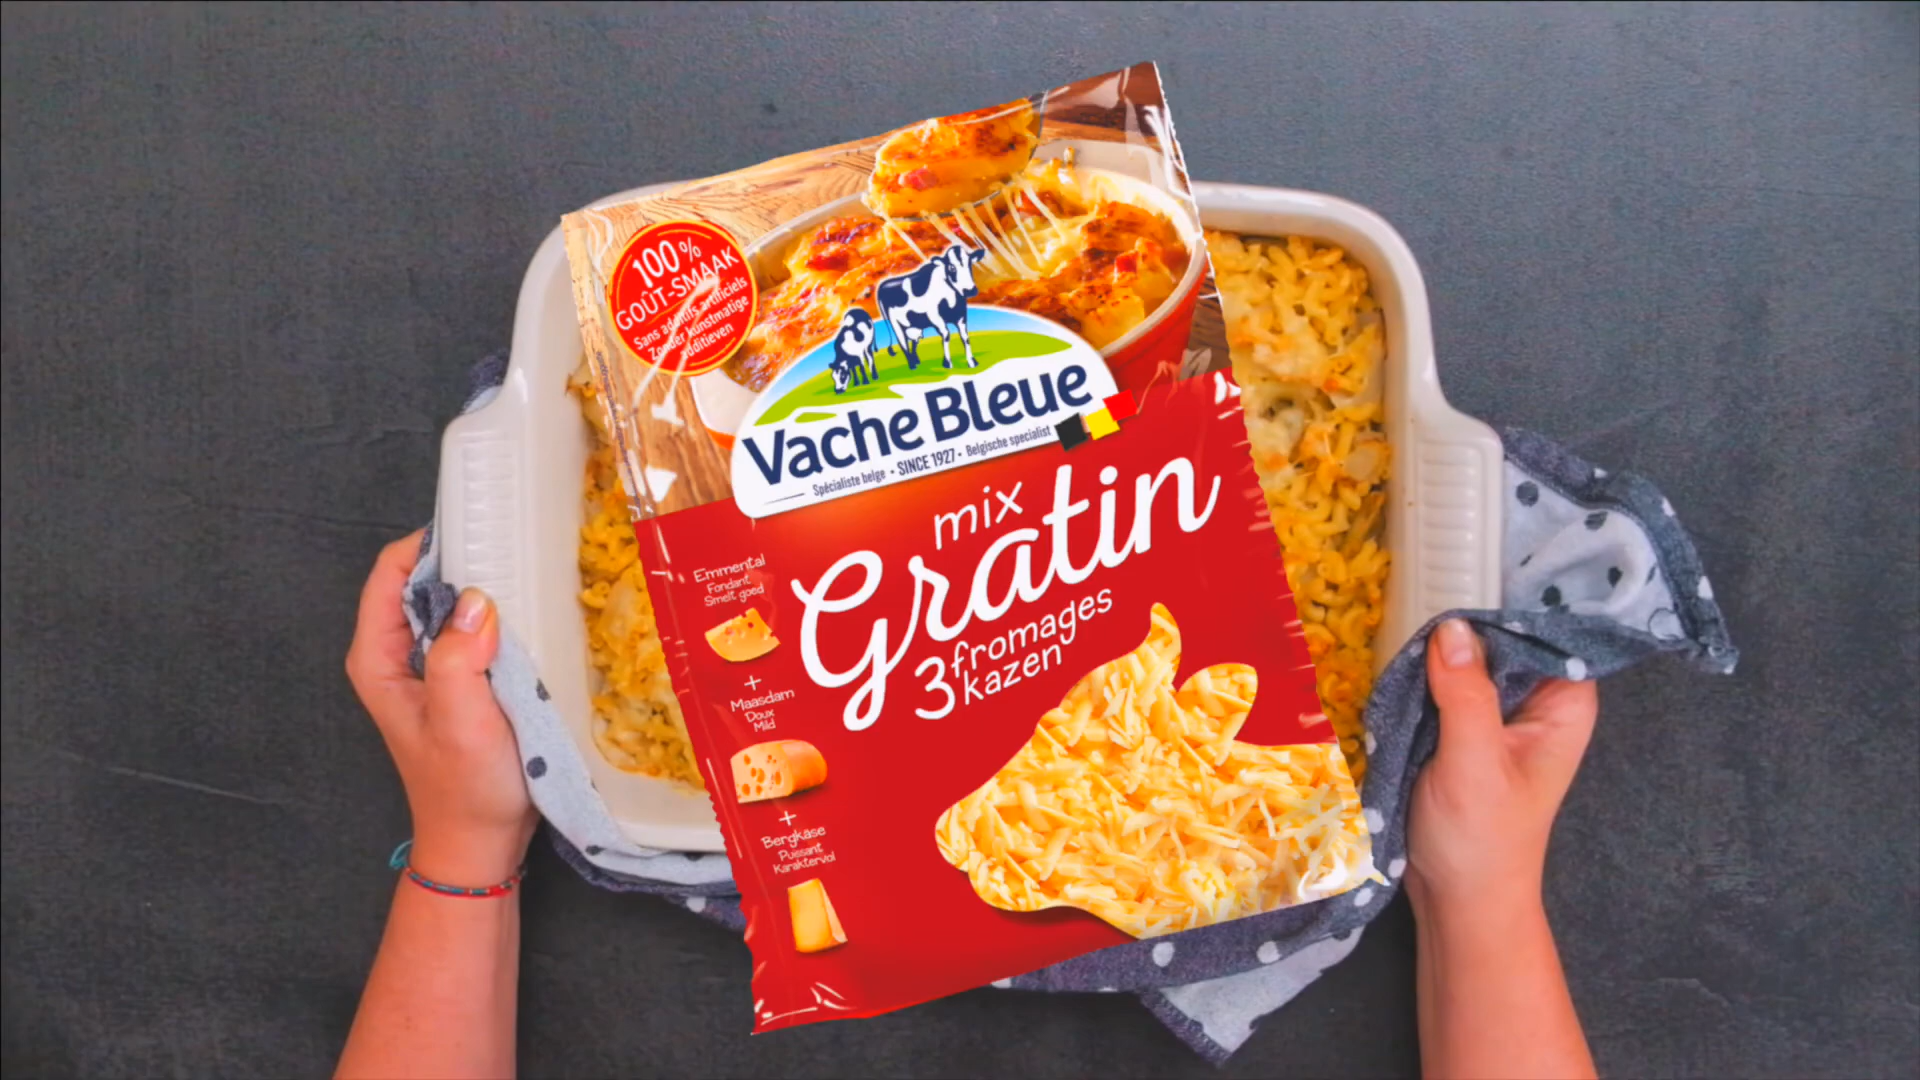 100 %
GOÛT-SMAAK
Sans additifs artificiels
Zonder kunstmatige
additieven
Vache Bleue
Spécialiste belge • SINCE 1927 • Belgische specialist
mix
Gratin
3 fromages
kazen
Emmental
Fondant
Smelt goed
+
Maasdam
Doux
Mild
+
Bergkäse
Puissant
Karaktervol